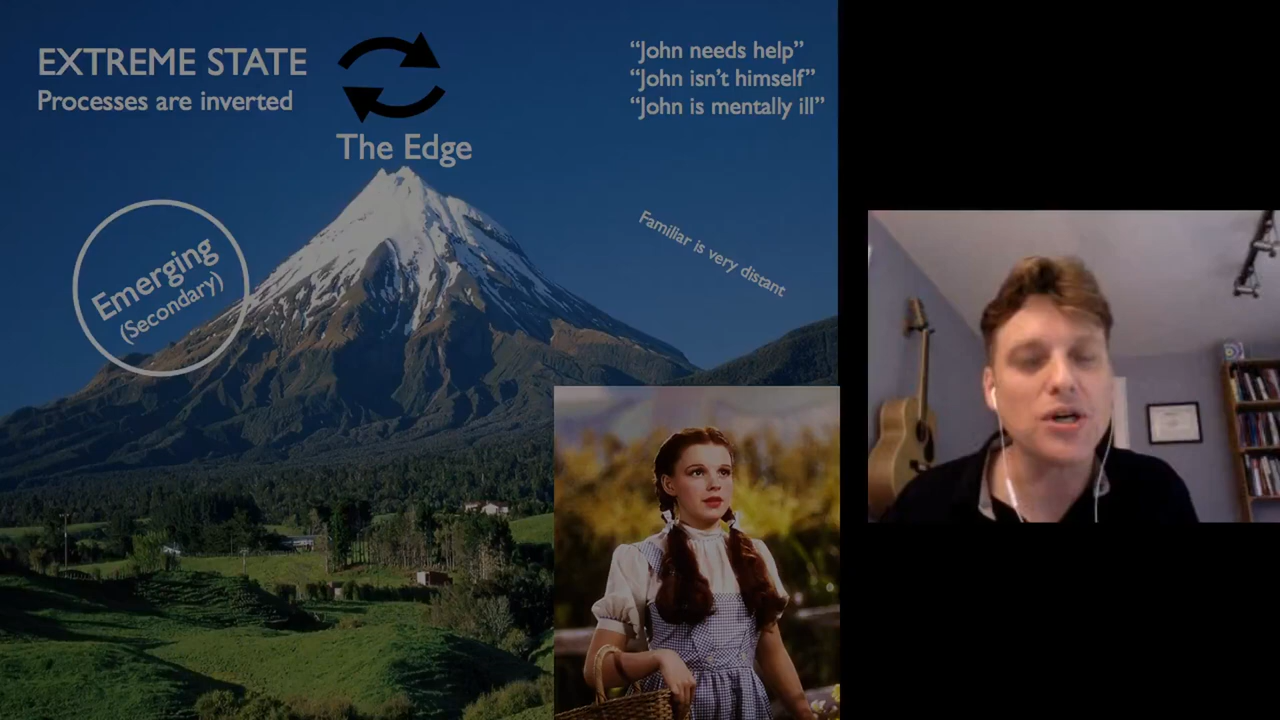 EXTREME STATE
Processes are inverted
The Edge
“John needs help”
“John isn’t himself”
“John is mentally ill”
Emerging
(Secondary)
Familiar is very distant